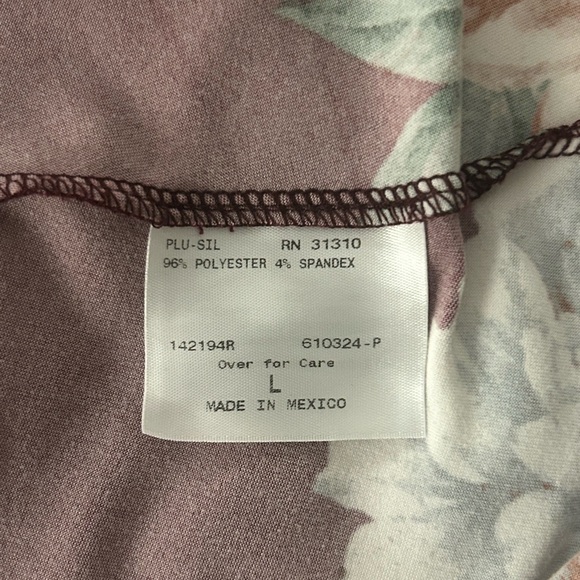 PLU-SIL RN 31310
96% POLYESTER 4% SPANDEX
142194R 610324-P
Over for Care
L
MADE IN MEXICO